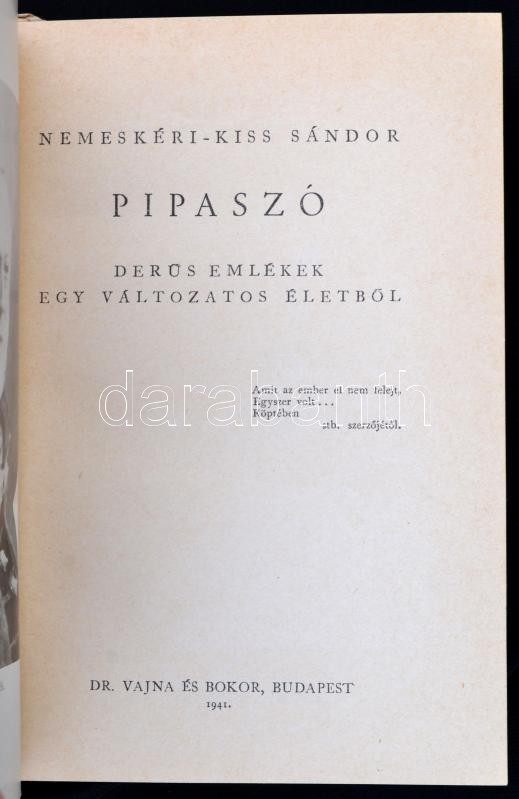 NEMESKÉRI-KISS SÁNDOR
PIPASZÓ
DERŰS EMLÉKEK
EGY VÁLTOZATOS ÉLETBŐL
Amit az ember el nem felejt,
Egyszer volt...
Röptében
stb. szerzőjétől.
darabanth
DR. VAJNA ÉS BOKOR, BUDAPEST
1941.